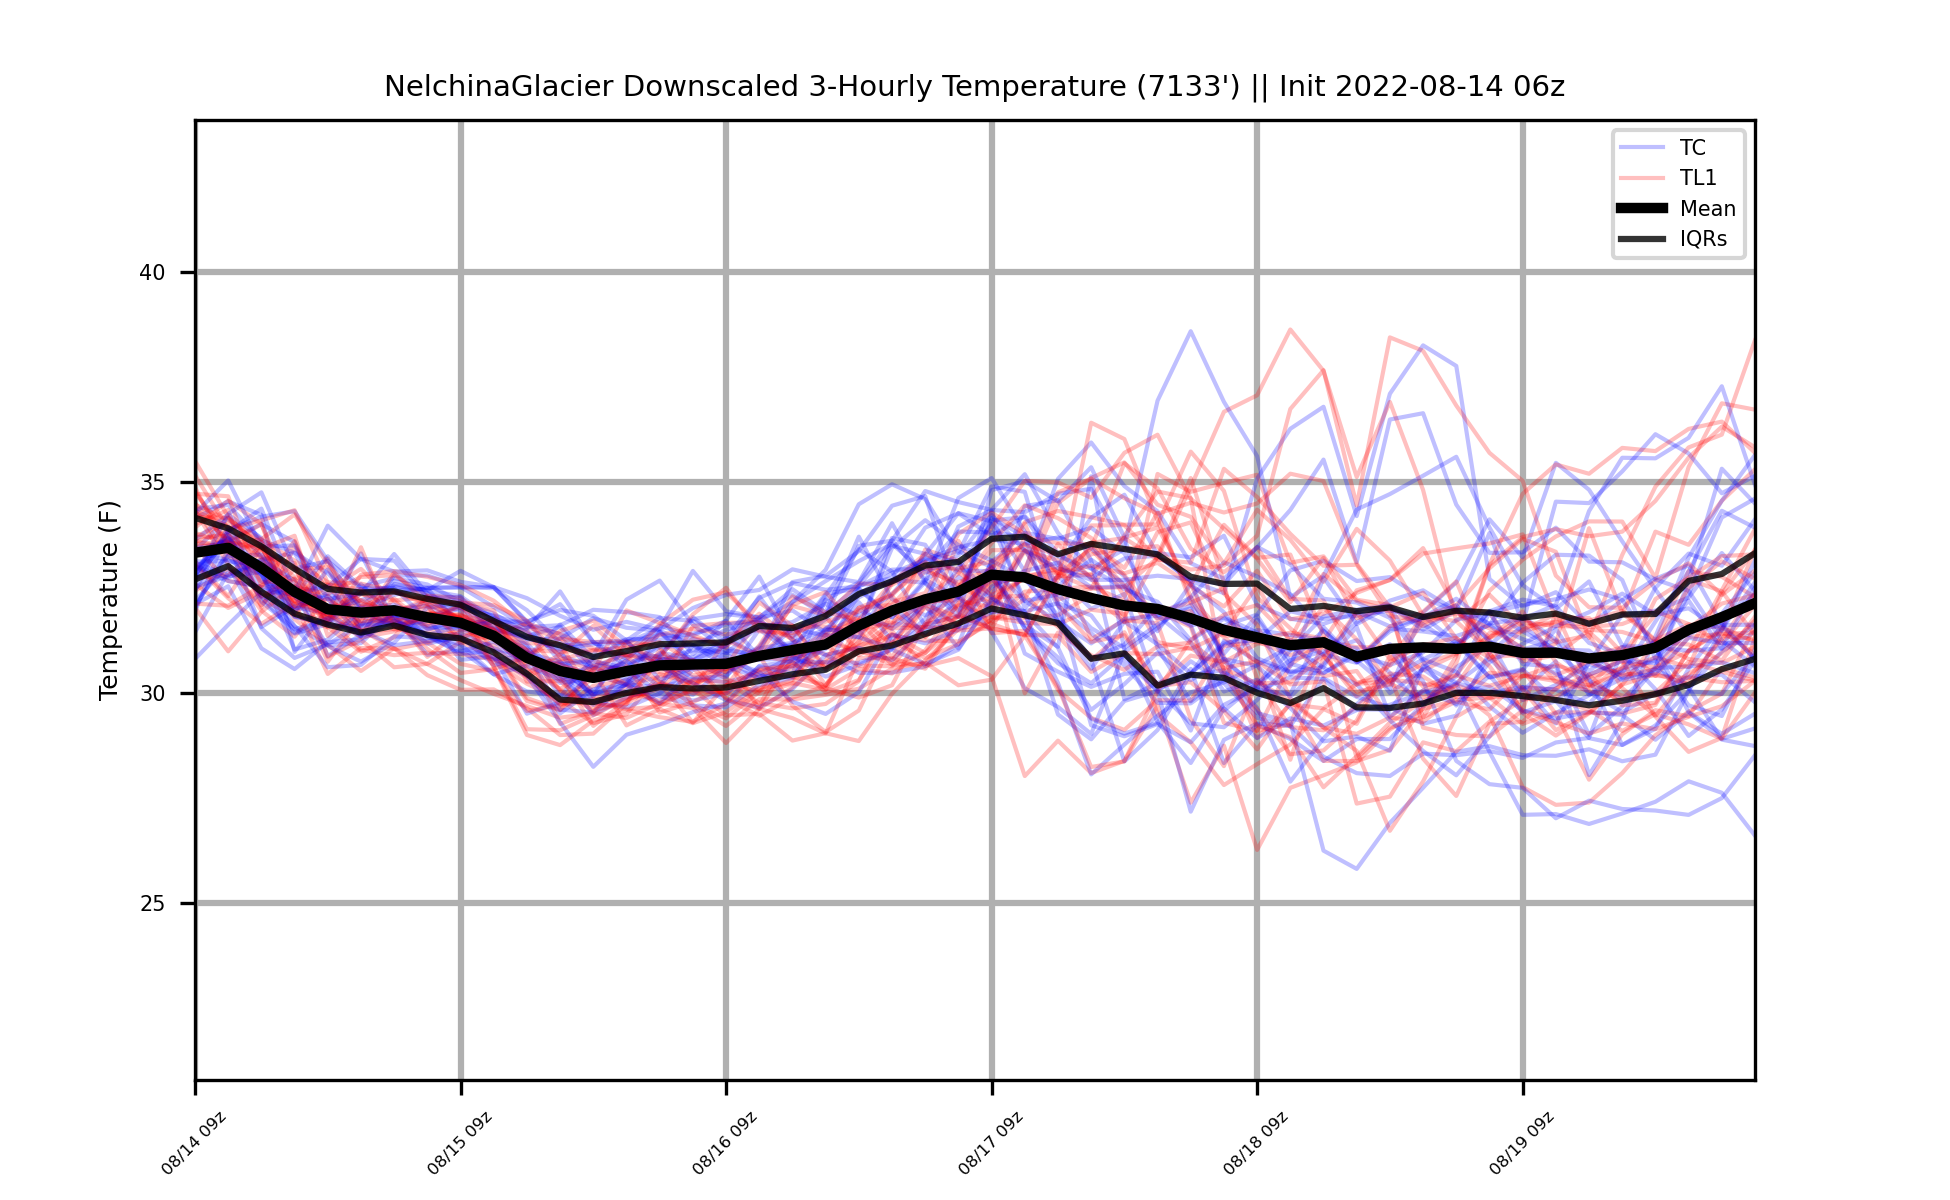 NelchinaGlacier Downscaled 3-Hourly Temperature (7133') || Init 2022-08-14 06z
TC
TL1
Mean
IQRs
Temperature (F)
40
35
30
25
08/14 09z
08/15 09z
08/16 09z
08/17 09z
08/18 09z
08/19 09z